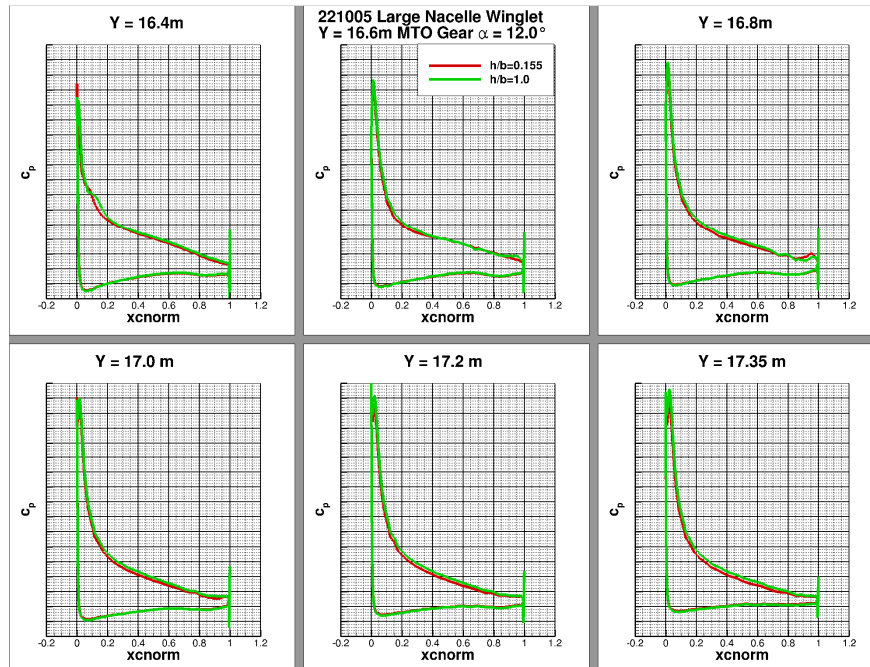 Y = 16.4m
c_p
-0.2 0 0.2 0.4 0.6 0.8 1 1.2
xcnorm
221005 Large Nacelle Winglet
Y = 16.6m MTO Gear α = 12.0°
h/b=0.155
h/b=1.0
c_p
-0.2 0 0.2 0.4 0.6 0.8 1 1.2
xcnorm
Y = 16.8m
c_p
-0.2 0 0.2 0.4 0.6 0.8 1 1.2
xcnorm
Y = 17.0 m
c_p
-0.2 0 0.2 0.4 0.6 0.8 1 1.2
xcnorm
Y = 17.2 m
c_p
-0.2 0 0.2 0.4 0.6 0.8 1 1.2
xcnorm
Y = 17.35 m
c_p
-0.2 0 0.2 0.4 0.6 0.8 1 1.2
xcnorm